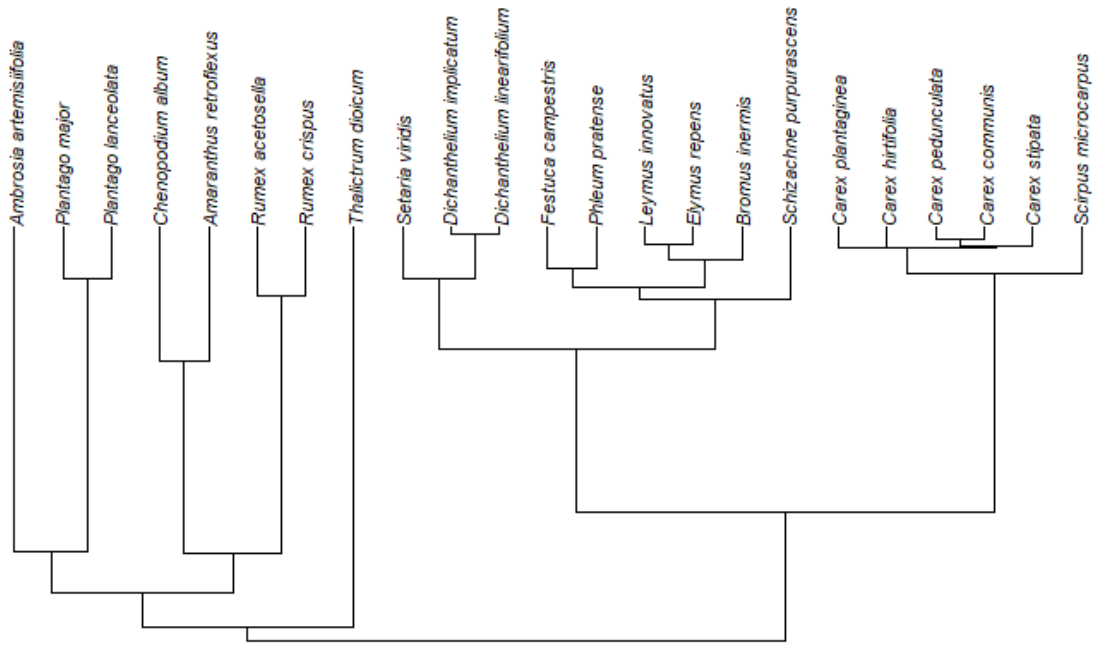 Ambrosia artemisiifolia
Plantago major
Plantago lanceolata
Chenopodium album
Amaranthus retroflexus
Rumex acetosella
Rumex crispus
Thalictrum dioicum
Setaria viridis
Dichanthelium implicatum
Dichanthelium linearifolium
Festuca campestris
Phleum pratense
Leymus innovatus
Elymus repens
Bromus inermis
Schizachne purpurascens
Carex plantaginea
Carex hirtifolia
Carex pedunculata
Carex communis
Carex stipata
Scirpus microcarpus